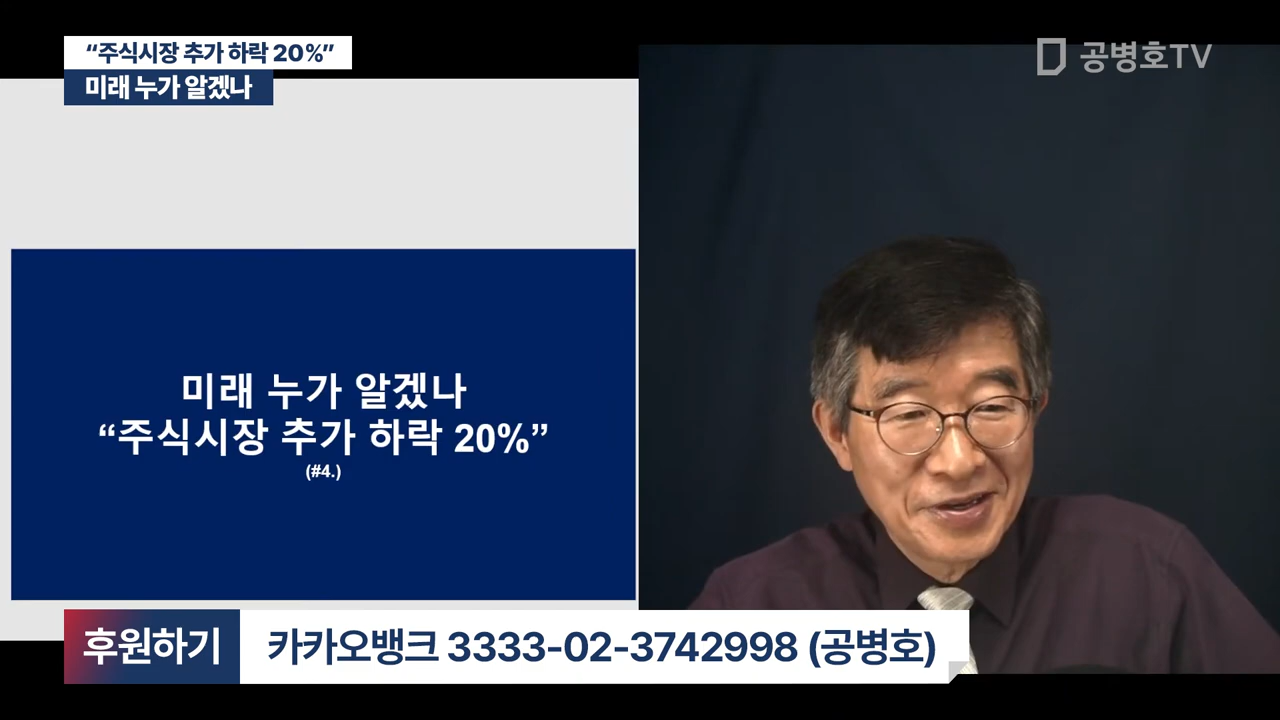 “주식시장 추가 하락 20%”
미래 누가 알겠나
공병호TV
미래 누가 알겠나
“주식시장 추가 하락 20%”
(#4.)
후원하기 카카오뱅크 3333-02-3742998 (공병호)